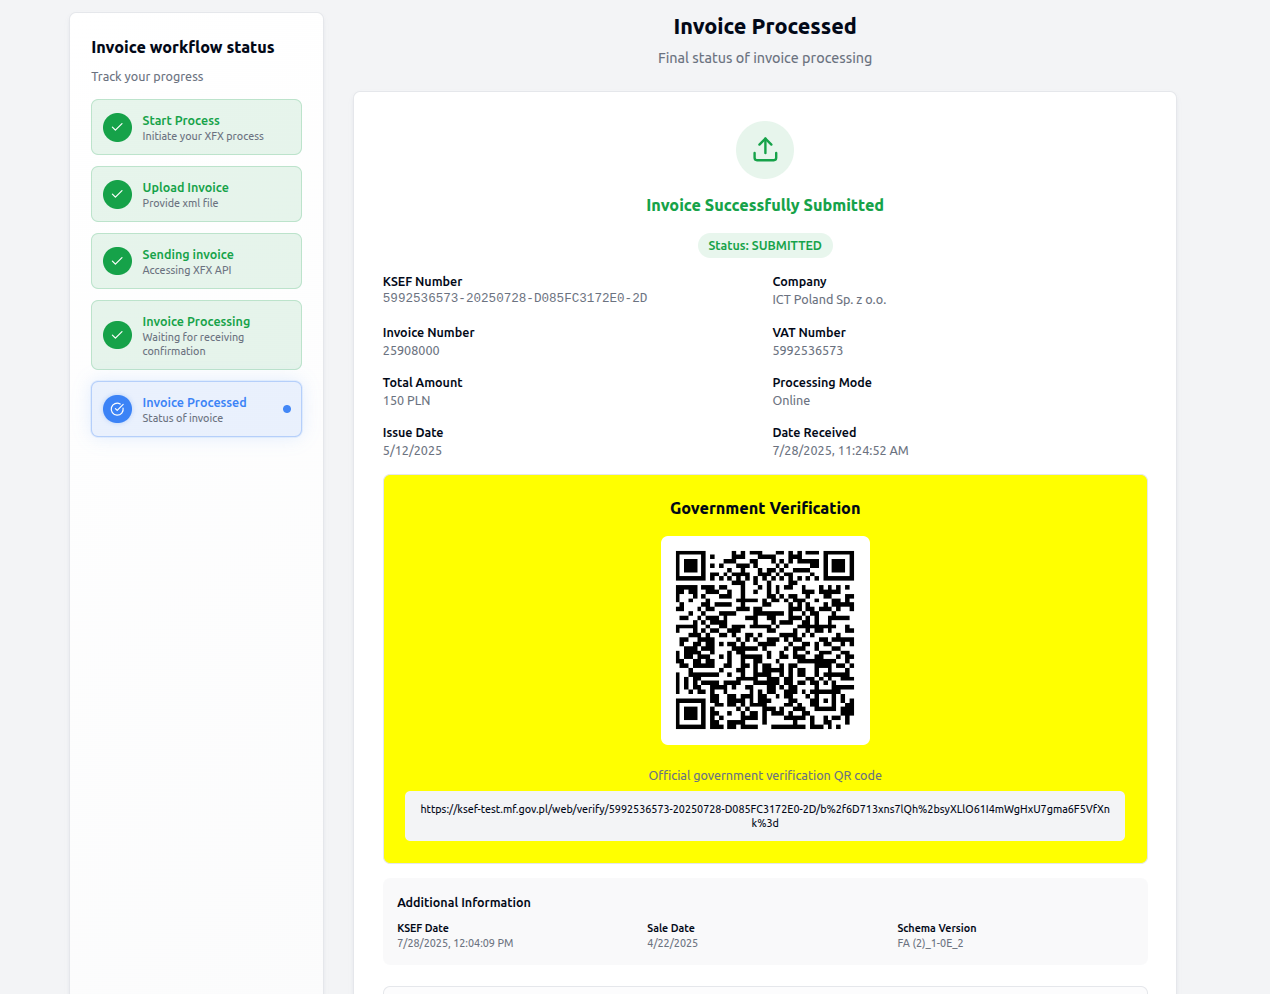 Invoice workflow status
Track your progress
Start Process
Initiate your XFX process
Upload Invoice
Provide xml file
Sending invoice
Accessing XFX API
Invoice Processing
Waiting for receiving
confirmation
Invoice Processed
Status of invoice
Invoice Processed
Final status of invoice processing
Invoice Successfully Submitted
Status: SUBMITTED
KSEF Number
5992536573-20250728-D085FC3172E0-2D
Company
ICT Poland Sp. z o.o.
Invoice Number
25908000
VAT Number
5992536573
Total Amount
150 PLN
Processing Mode
Online
Issue Date
5/12/2025
Date Received
7/28/2025, 11:24:52 AM
Government Verification
Official government verification QR code
https://ksef-test.mf.gov.pl/web/verify/5992536573-20250728-D085FC3172E0-2D/b%2f6D713xns7lQh%2bsyXLlO61I4mWgHxU7gma6F5VfXn
k%3d
Additional Information
KSEF Date
7/28/2025, 12:04:09 PM
Sale Date
4/22/2025
Schema Version
FA (2)_1-0E_2